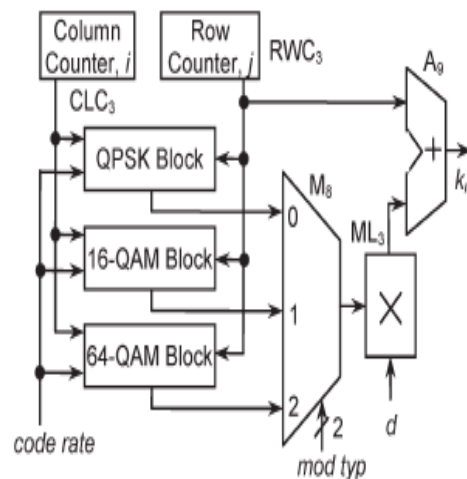 Column
Counter, i
Row
Counter, j
RWC3
A9
CLC3
QPSK Block
M8
0
+
ML3
16-QAM Block
1
×
64-QAM Block
2
2
code rate
mod typ
d